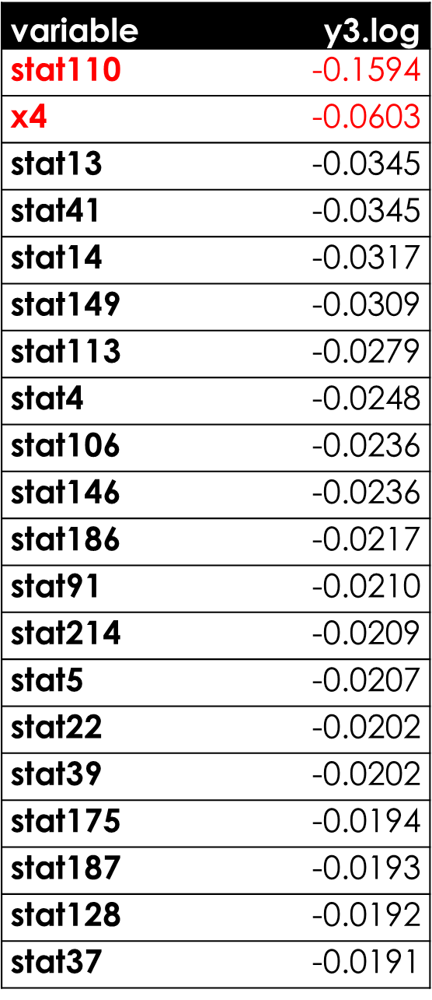 variable y3.log
stat110 -0.1594
x4 -0.0603
stat13 -0.0345
stat41 -0.0345
stat14 -0.0317
stat149 -0.0309
stat113 -0.0279
stat4 -0.0248
stat106 -0.0236
stat146 -0.0236
stat186 -0.0217
stat91 -0.0210
stat214 -0.0209
stat5 -0.0207
stat22 -0.0202
stat39 -0.0202
stat175 -0.0194
stat187 -0.0193
stat128 -0.0192
stat37 -0.0191